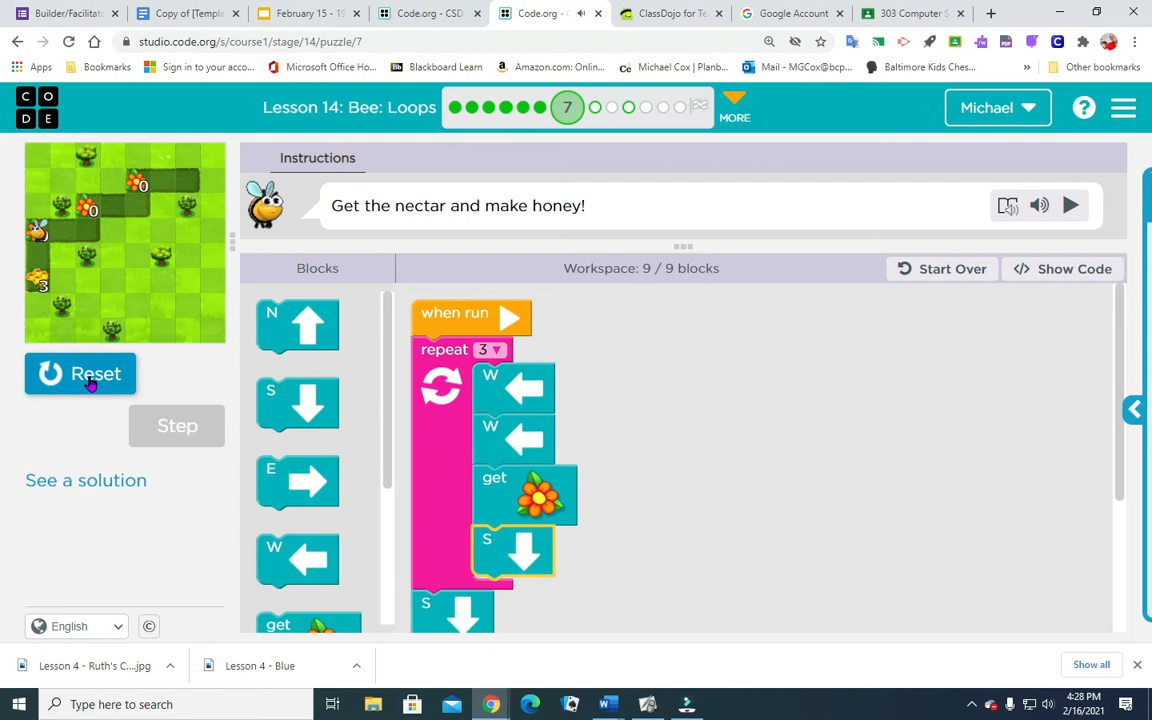 Builder/Facilitato
Copy of [Templa
February 15 - 19
Code.org - CSD
Code.org - C
ClassDojo for Te
Google Account
303 Computer S
studio.code.org/s/course1/stage/14/puzzle/7
Apps
Bookmarks
Sign in to your acco...
Microsoft Office Ho...
Blackboard Learn
Amazon.com: Onlin...
Michael Cox | Planb...
Mail - MGCox@bcp...
Baltimore Kids Ches...
»
Other bookmarks
C O
D E
Lesson 14: Bee: Loops
7
MORE
Michael
Instructions
Get the nectar and make honey!
0
0
3
Blocks
Workspace: 9 / 9 blocks
Start Over
</> Show Code
N
S
E
W
get
when run
repeat 3
W
W
get
S
S
Reset
Step
See a solution
English
©
Lesson 4 - Ruth's C....jpg
Lesson 4 - Blue
Show all
Type here to search
4:28 PM
2/16/2021